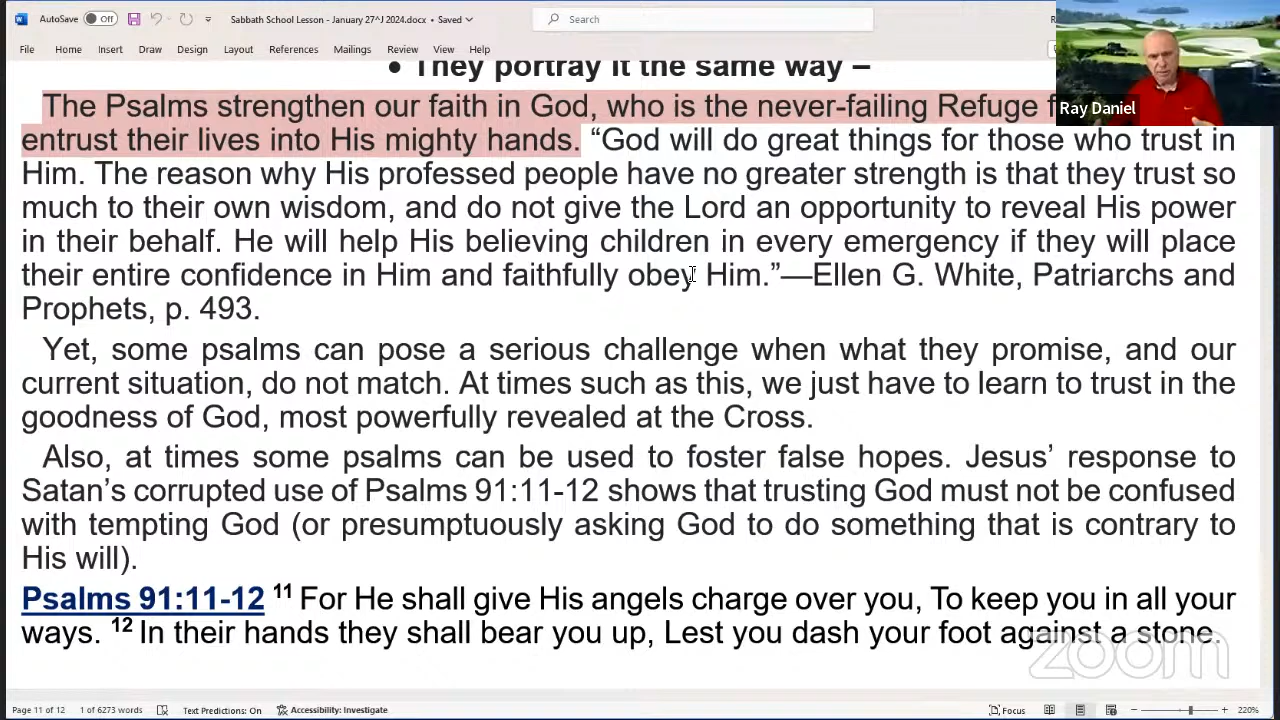 AutoSave Off Sabbath School Lesson - January 27^J 2024.docx • Saved Search R
File Home Insert Draw Design Layout References Mailings Review View Help
• They portray it the same way –
The Psalms strengthen our faith in God, who is the never-failing Refuge
Ray Daniel
entrust their lives into His mighty hands. “God will do great things for those who trust in
Him. The reason why His professed people have no greater strength is that they trust so
much to their own wisdom, and do not give the Lord an opportunity to reveal His power
in their behalf. He will help His believing children in every emergency if they will place
their entire confidence in Him and faithfully obey Him.”—Ellen G. White, Patriarchs and
Prophets, p. 493.
Yet, some psalms can pose a serious challenge when what they promise, and our
current situation, do not match. At times such as this, we just have to learn to trust in the
goodness of God, most powerfully revealed at the Cross.
Also, at times some psalms can be used to foster false hopes. Jesus’ response to
Satan’s corrupted use of Psalms 91:11-12 shows that trusting God must not be confused
with tempting God (or presumptuously asking God to do something that is contrary to
His will).
Psalms 91:11-12 11 For He shall give His angels charge over you, To keep you in all your
ways. 12 In their hands they shall bear you up, Lest you dash your foot against a stone.
zoom
Page 11 of 12 1 of 6273 words Text Predictions: On Accessibility: Investigate Focus 220%